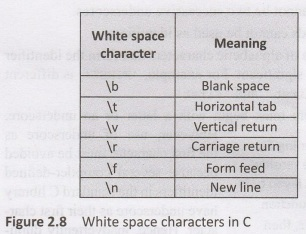 White space character Meaning
\b Blank space
\t Horizontal tab
\v Vertical return
\r Carriage return
\f Form feed
\n New line
Figure 2.8 White space characters in C